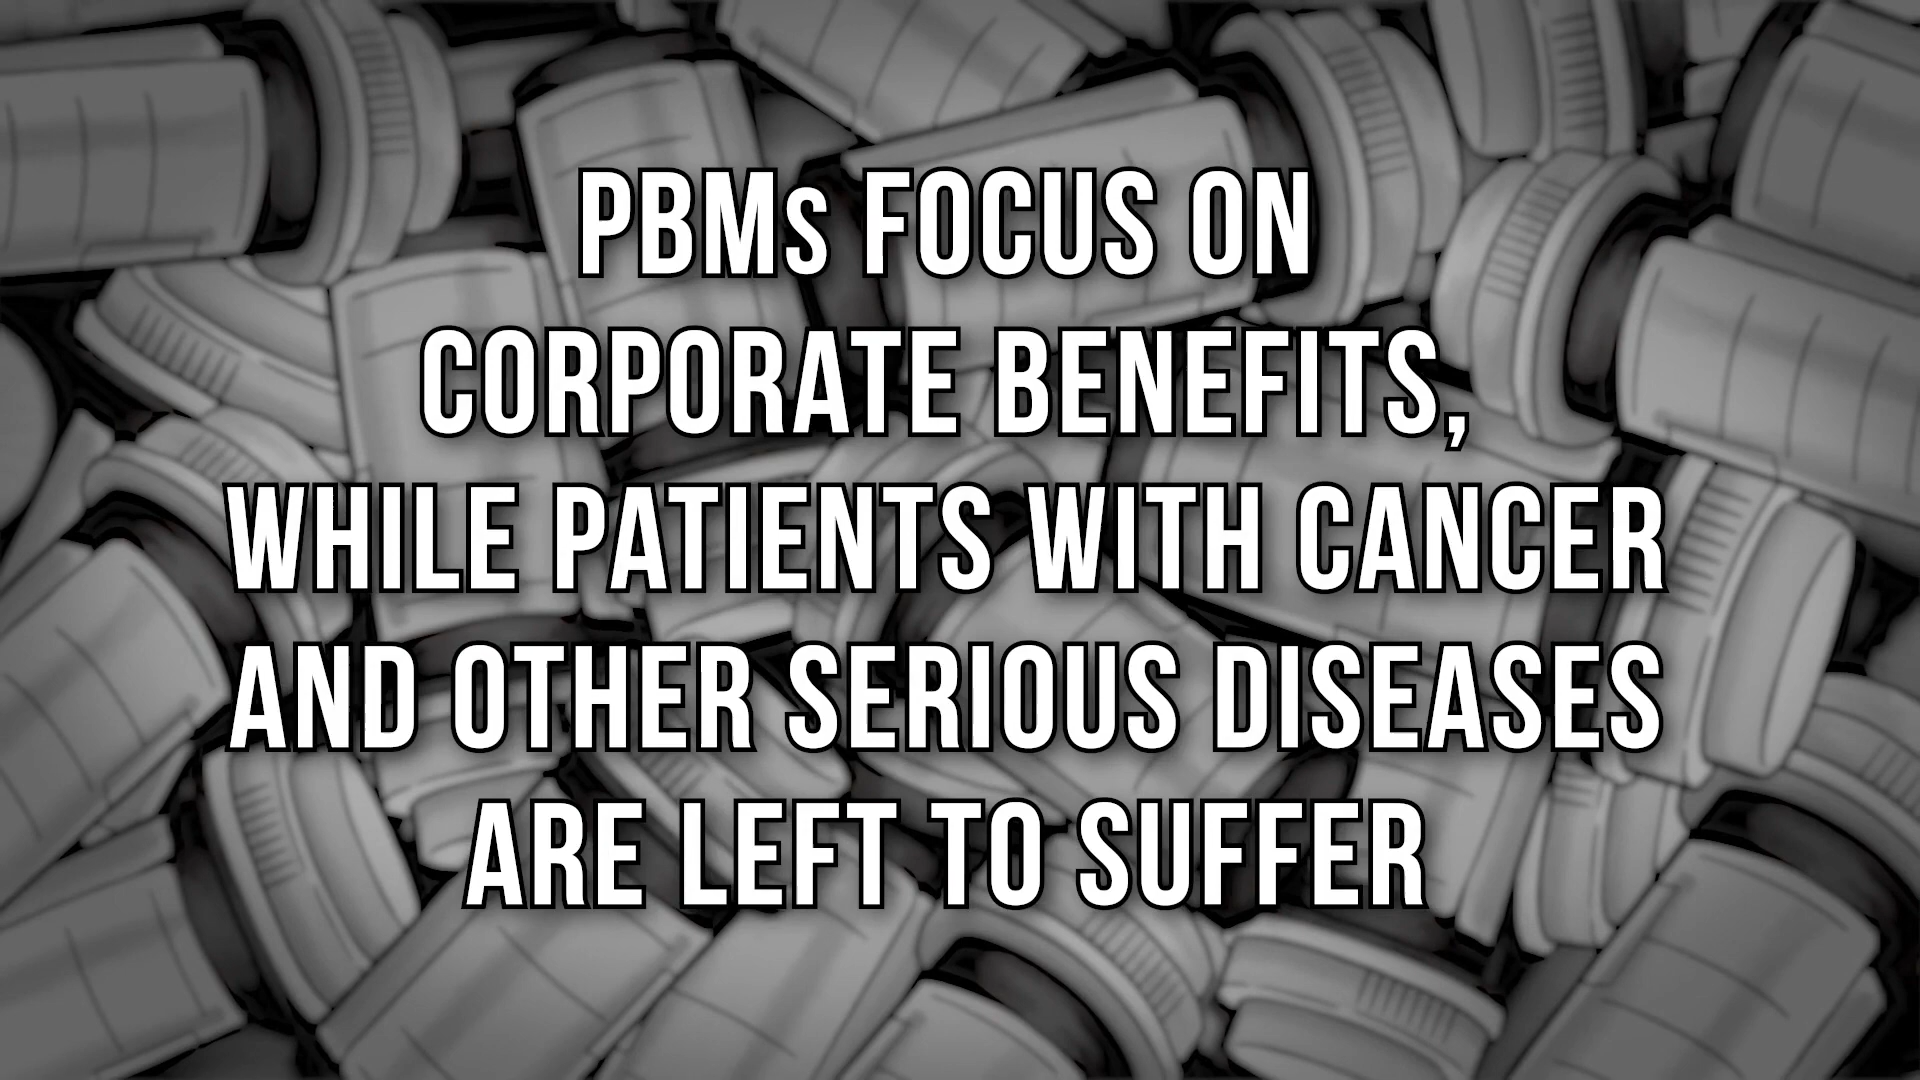 PBMs FOCUS ON
CORPORATE BENEFITS,
WHILE PATIENTS WITH CANCER
AND OTHER SERIOUS DISEASES
ARE LEFT TO SUFFER